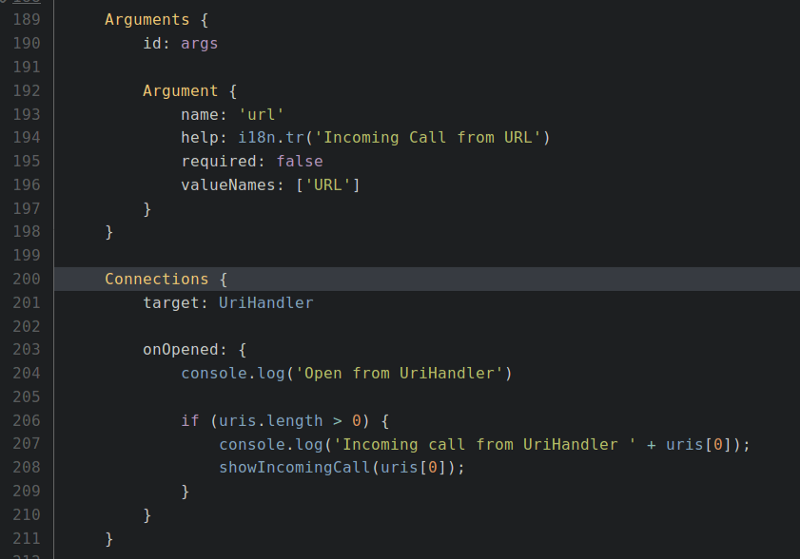 189     Arguments {
190         id: args
191
192         Argument {
193             name: 'url'
194             help: i18n.tr('Incoming Call from URL')
195             required: false
196             valueNames: ['URL']
197         }
198     }
199
200     Connections {
201         target: UriHandler
202
203         onOpened: {
204             console.log('Open from UriHandler')
205
206             if (uris.length > 0) {
207                 console.log('Incoming call from UriHandler ' + uris[0]);
208                 showIncomingCall(uris[0]);
209             }
210         }
211     }